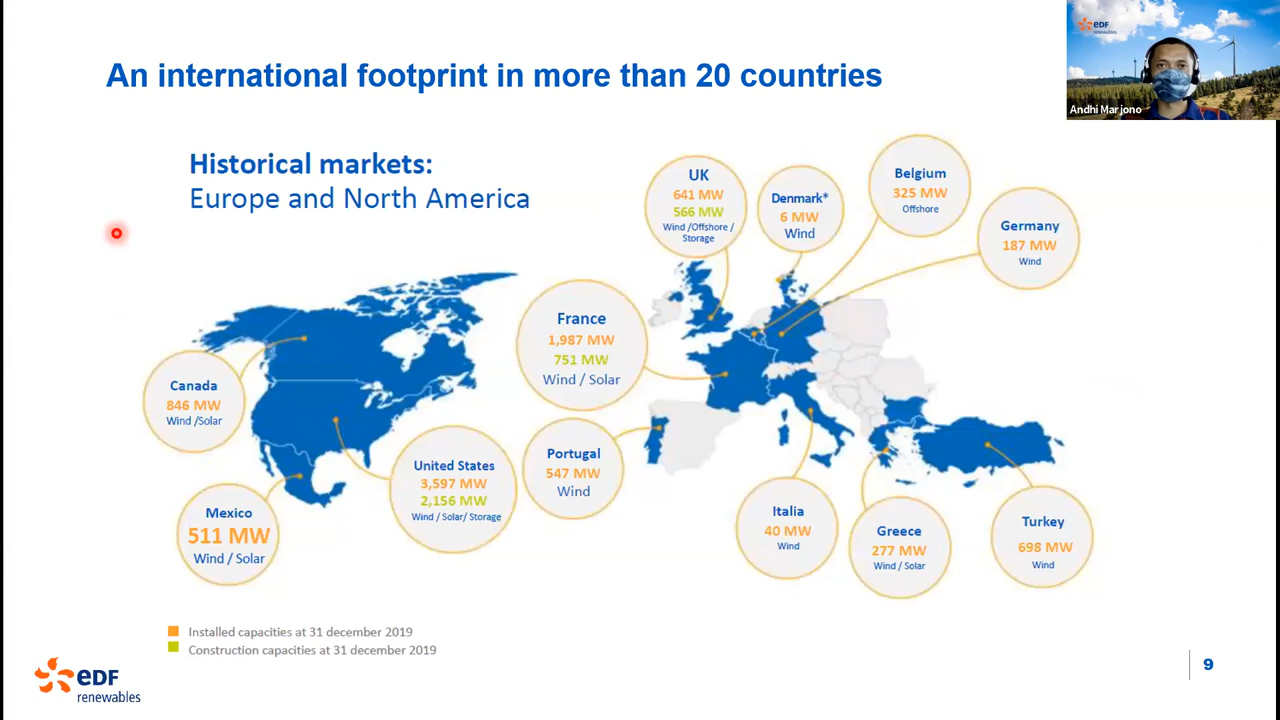 An international footprint in more than 20 countries
eDF
renewables
Andhi Marjono
Historical markets:
Europe and North America
UK
641 MW
566 MW
Wind /Offshore /
Storage
Denmark*
6 MW
Wind
Belgium
325 MW
Offshore
Germany
187 MW
Wind
France
1,987 MW
751 MW
Wind / Solar
Canada
846 MW
Wind /Solar
United States
3,597 MW
2,156 MW
Wind / Solar/ Storage
Portugal
547 MW
Wind
Mexico
511 MW
Wind / Solar
Italia
40 MW
Wind
Greece
277 MW
Wind / Solar
Turkey
698 MW
Wind
Installed capacities at 31 december 2019
Construction capacities at 31 december 2019
eDF
renewables
9